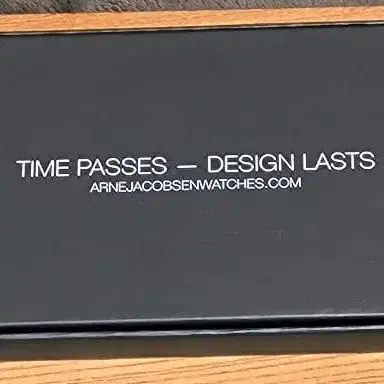 TIME PASSES — DESIGN LASTS
ARNEJACOBSENWATCHES.COM